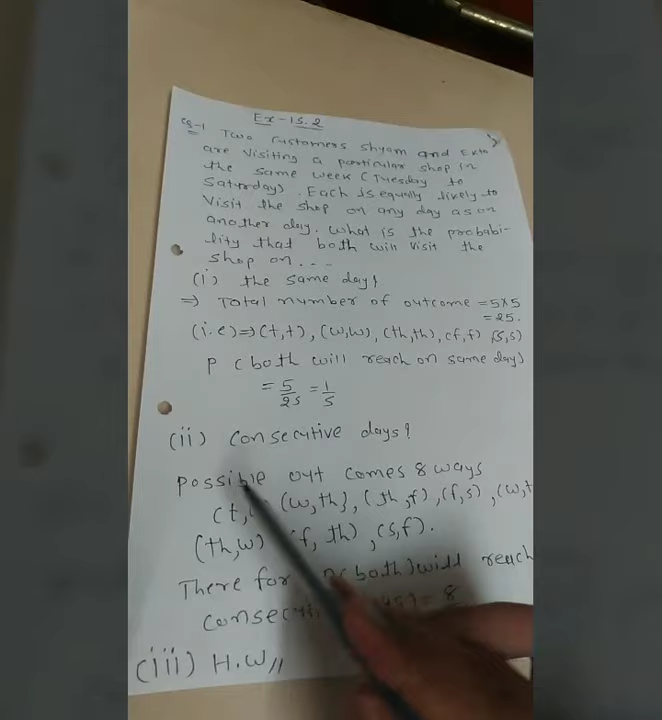 Ex-15.2
Qs-1 Two customers shyam and Ekta
are visiting a particular shop in
the same week (Tuesday to
Saturday). Each is equally likely to
visit the shop on any day as on
another day. What is the probabi-
lity that both will visit the
shop on...
(i) the same day?
⇒ Total number of outcome = 5×5
= 25.
(i.e)⇒(t,t), (w,w), (th,th), (f,f) (s,s)
P (both will reach on same day)
= 5/25 = 1/5
(ii) consecutive days?
possible out comes 8 ways
(t, (w,th), (th,f), (f,s), (w,t
(th,w) f, th), (s,f).
There for (both) will reach
consecu = 8
(iii) H.W//